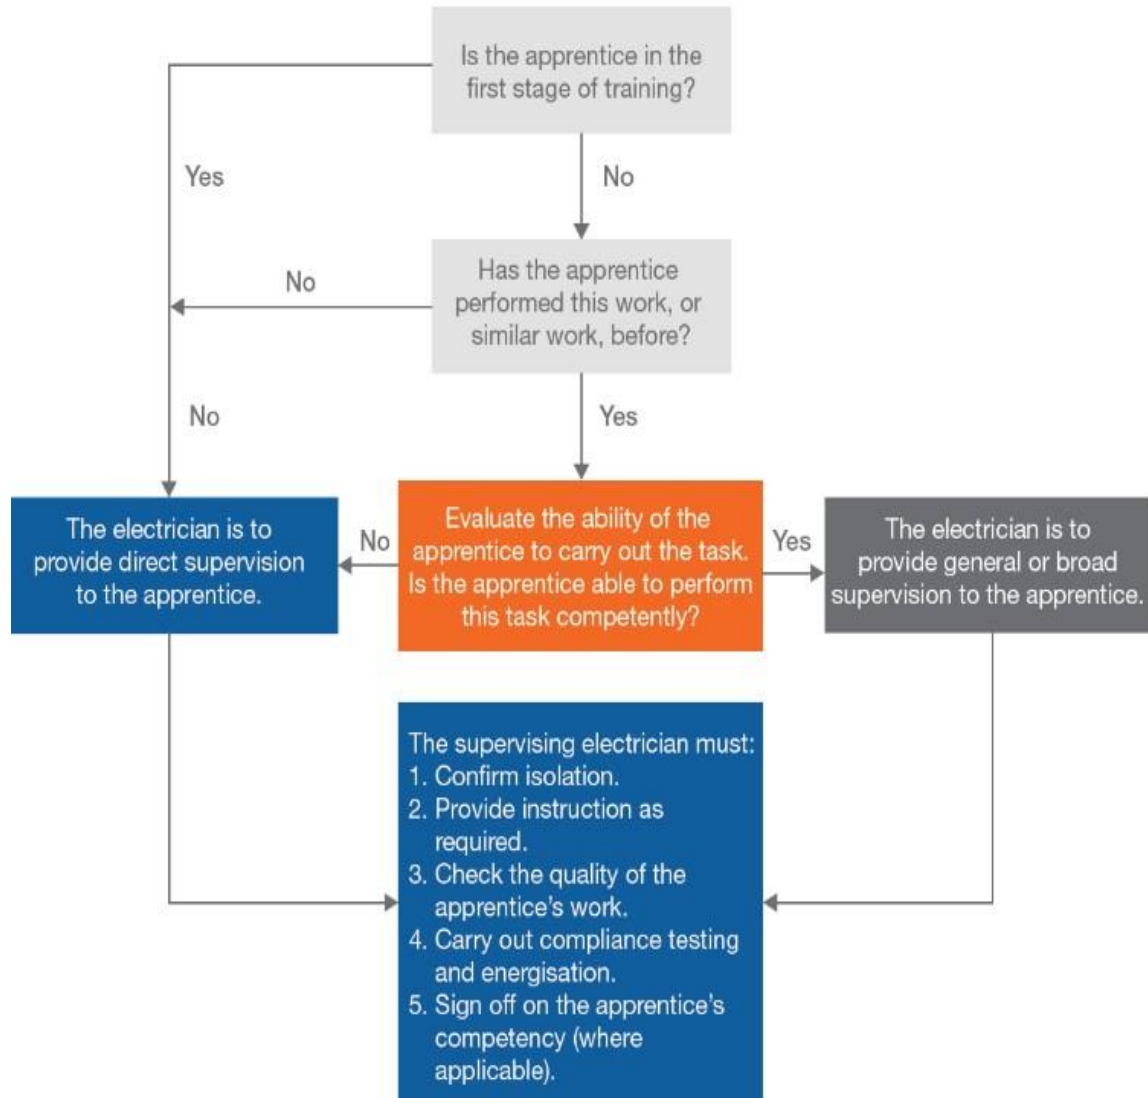 Is the apprentice in the
first stage of training?
Yes
No
Has the apprentice
performed this work, or
similar work, before?
No
No
Yes
The electrician is to
provide direct supervision
to the apprentice.
No
Evaluate the ability of the
apprentice to carry out the task.
Is the apprentice able to perform
this task competently?
Yes
The electrician is to
provide general or broad
supervision to the apprentice.
The supervising electrician must:
1. Confirm isolation.
2. Provide instruction as
required.
3. Check the quality of the
apprentice’s work.
4. Carry out compliance testing
and energisation.
5. Sign off on the apprentice’s
competency (where
applicable).